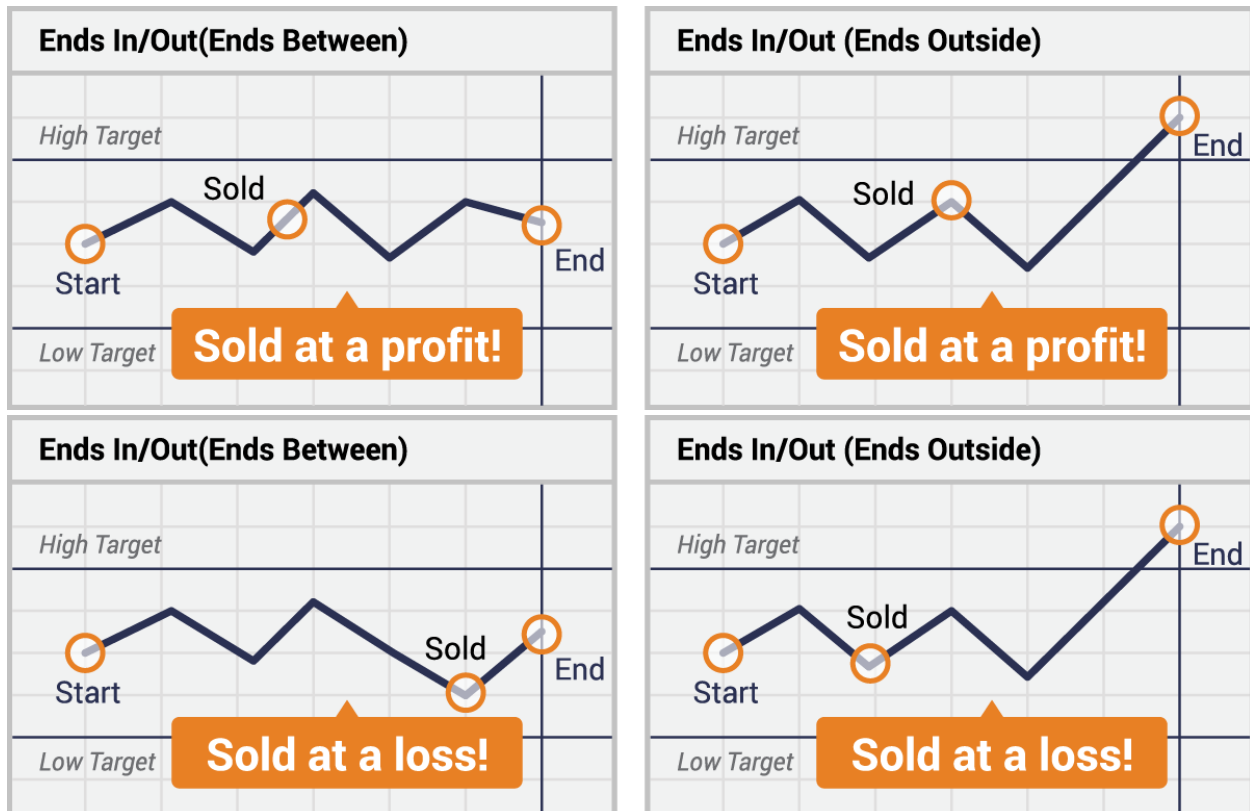 Ends In/Out(Ends Between)
High Target
Sold
Start
End
Low Target
Sold at a profit!
Ends In/Out (Ends Outside)
High Target
End
Sold
Start
Low Target
Sold at a profit!
Ends In/Out(Ends Between)
High Target
Sold
End
Start
Low Target
Sold at a loss!
Ends In/Out (Ends Outside)
High Target
End
Sold
Start
Low Target
Sold at a loss!